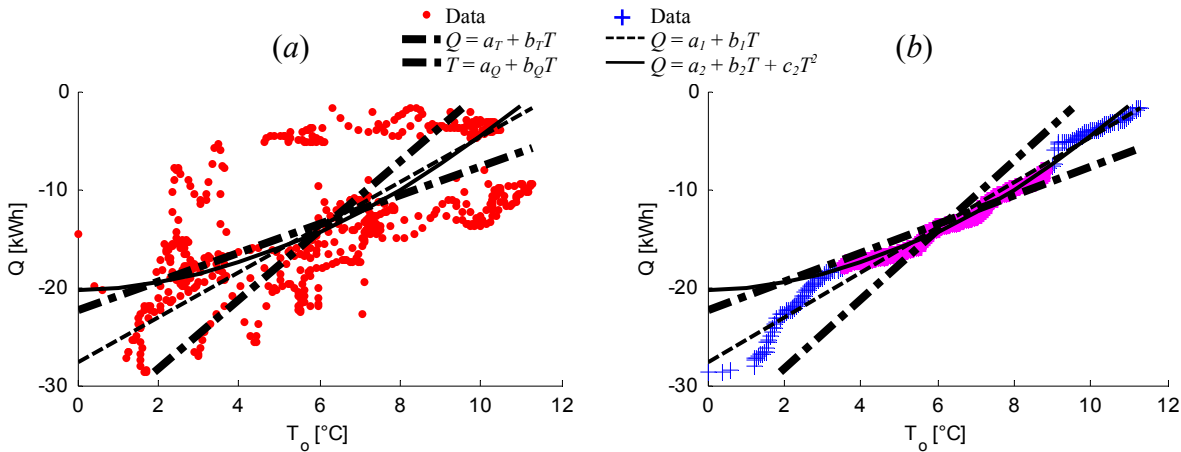 (a)
Data
Q = a_T + b_T T
T = a_Q + b_Q T
Data
Q = a_1 + b_1 T
Q = a_2 + b_2 T + c_2 T^2
(b)
0
-10
-20
-30
Q [kWh]
0 2 4 6 8 10 12
T_o [°C]
0
-10
-20
-30
Q [kWh]
0 2 4 6 8 10 12
T_o [°C]